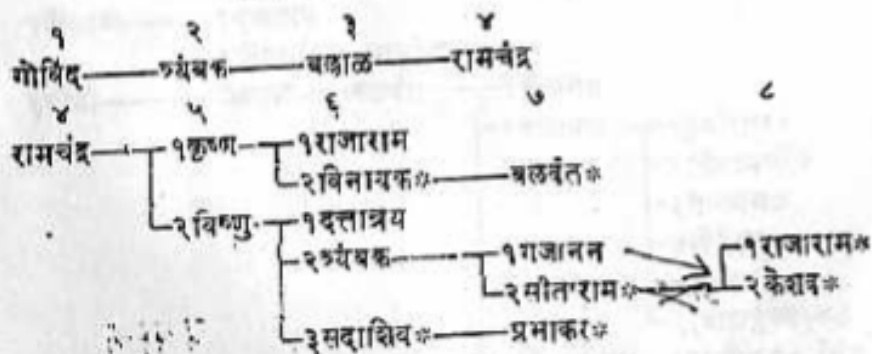 १ २ ३ ४
गोविंद त्र्यंबक बल्लाळ रामचंद्र
४ ५ ६ ७ ८
रामचंद्र १कृष्ण १राजाराम
२विनायक* बळवंत*
२विष्णु १दत्तात्रय
२त्र्यंबक १गजानन १राजाराम*
२सीताराम* २केशव*
३सदाशिव* प्रभाकर*